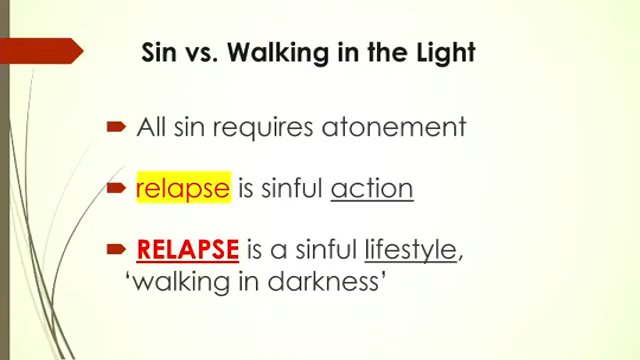 Sin vs. Walking in the Light
All sin requires atonement
relapse is sinful action
RELAPSE is a sinful lifestyle,
‘walking in darkness’